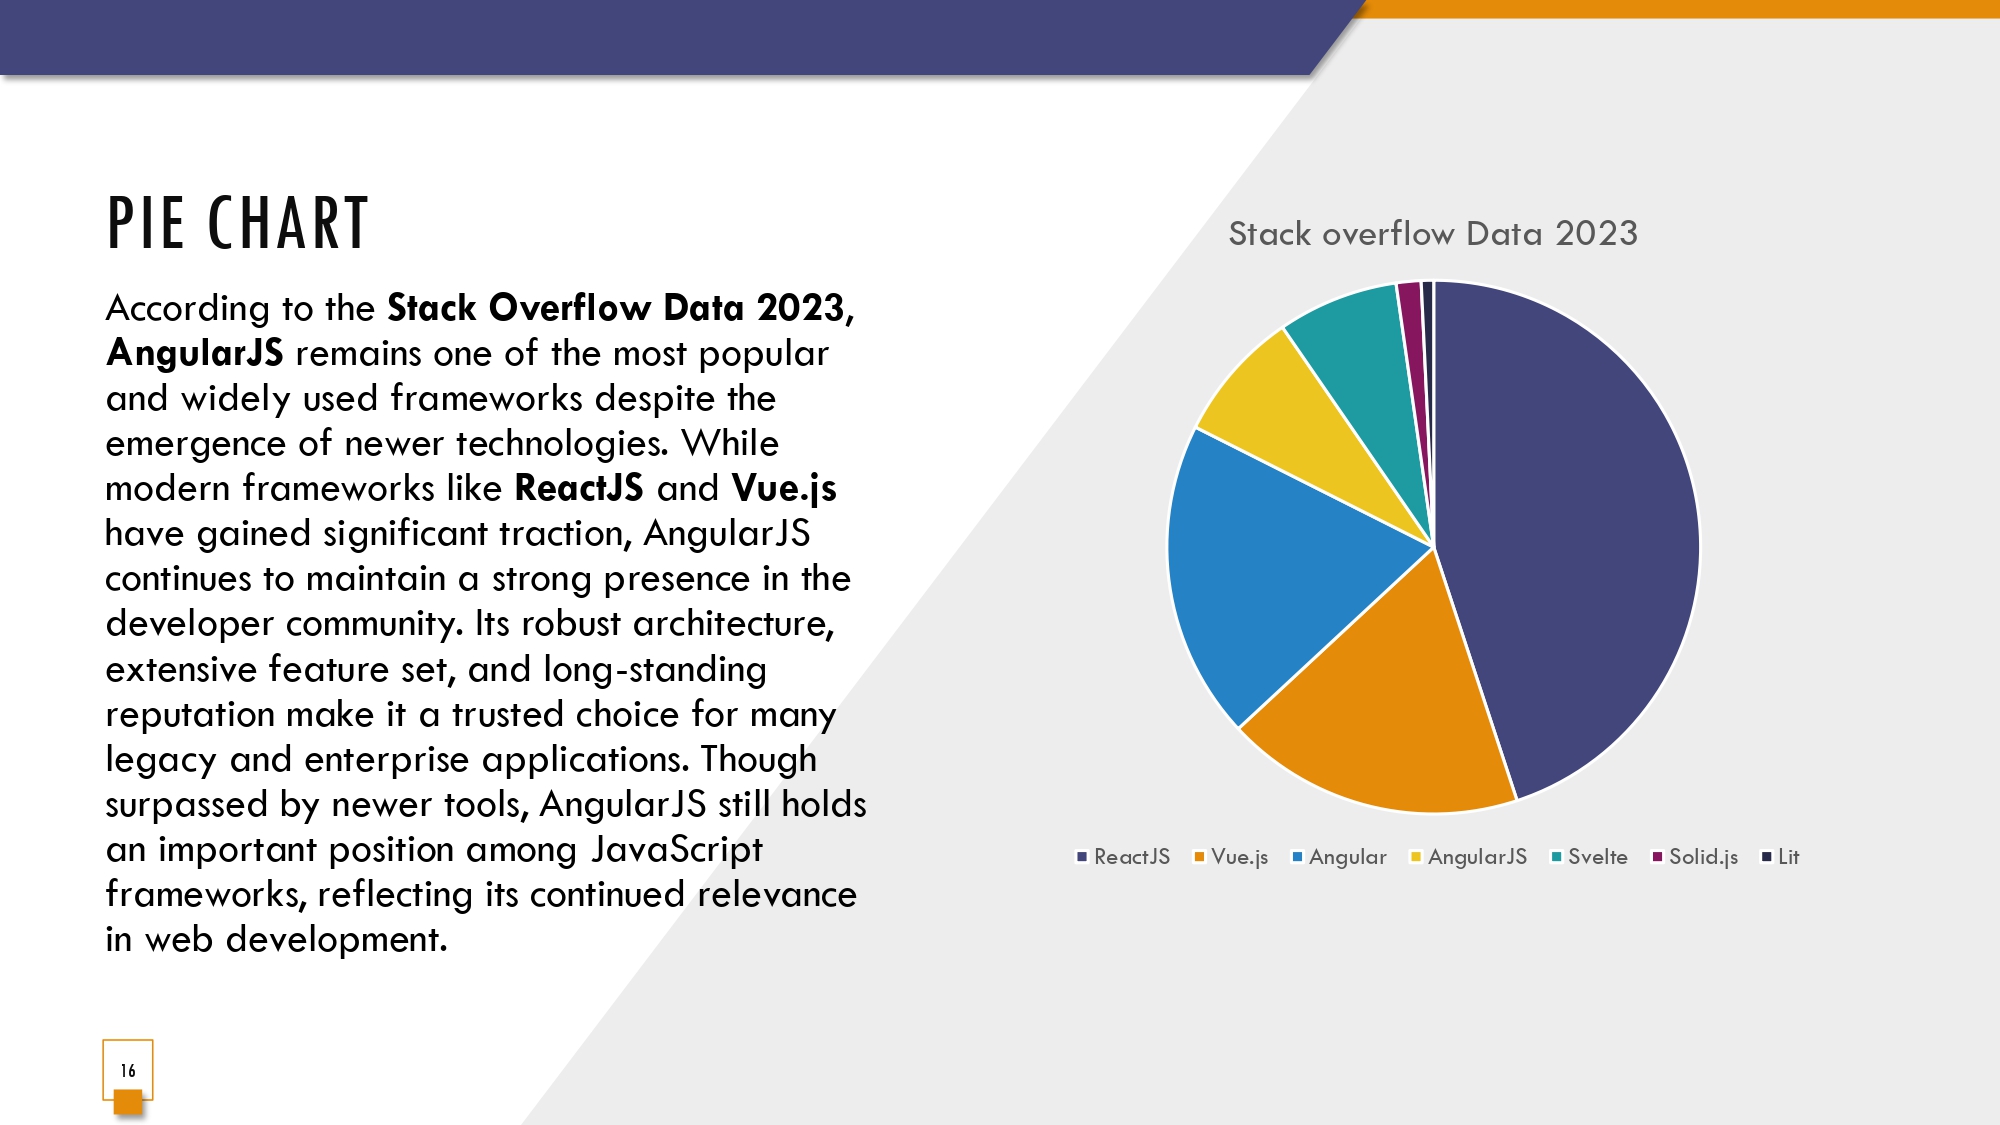 PIE CHART
According to the Stack Overflow Data 2023,
AngularJS remains one of the most popular
and widely used frameworks despite the
emergence of newer technologies. While
modern frameworks like ReactJS and Vue.js
have gained significant traction, AngularJS
continues to maintain a strong presence in the
developer community. Its robust architecture,
extensive feature set, and long-standing
reputation make it a trusted choice for many
legacy and enterprise applications. Though
surpassed by newer tools, AngularJS still holds
an important position among JavaScript
frameworks, reflecting its continued relevance
in web development.
Stack overflow Data 2023
ReactJS Vue.js Angular AngularJS Svelte Solid.js Lit
16